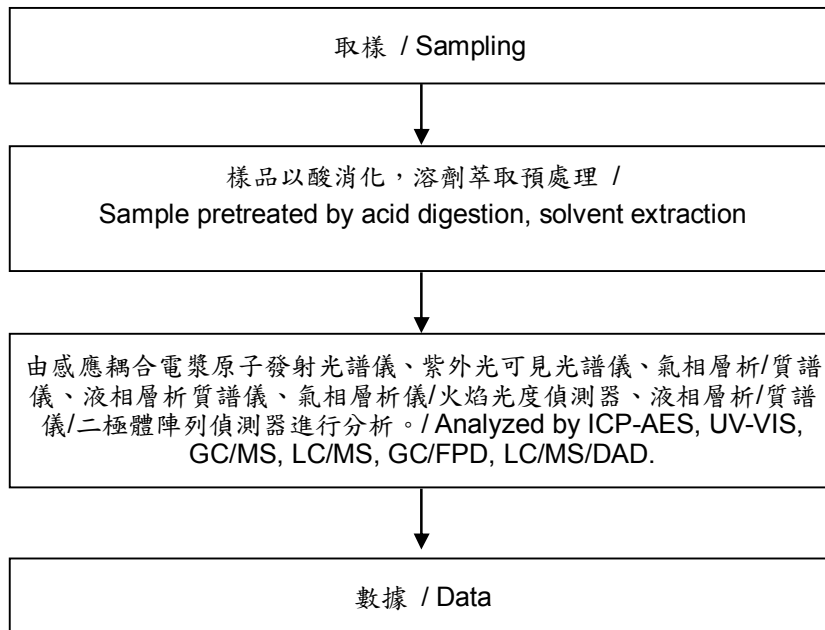 取樣 / Sampling
樣品以酸消化，溶劑萃取預處理 /
Sample pretreated by acid digestion, solvent extraction
由感應耦合電漿原子發射光譜儀、紫外光可見光譜儀、氣相層析/質譜
儀、液相層析質譜儀、氣相層析儀/火焰光度偵測器、液相層析/質譜
儀/二極體陣列偵測器進行分析。/ Analyzed by ICP-AES, UV-VIS,
GC/MS, LC/MS, GC/FPD, LC/MS/DAD.
數據 / Data